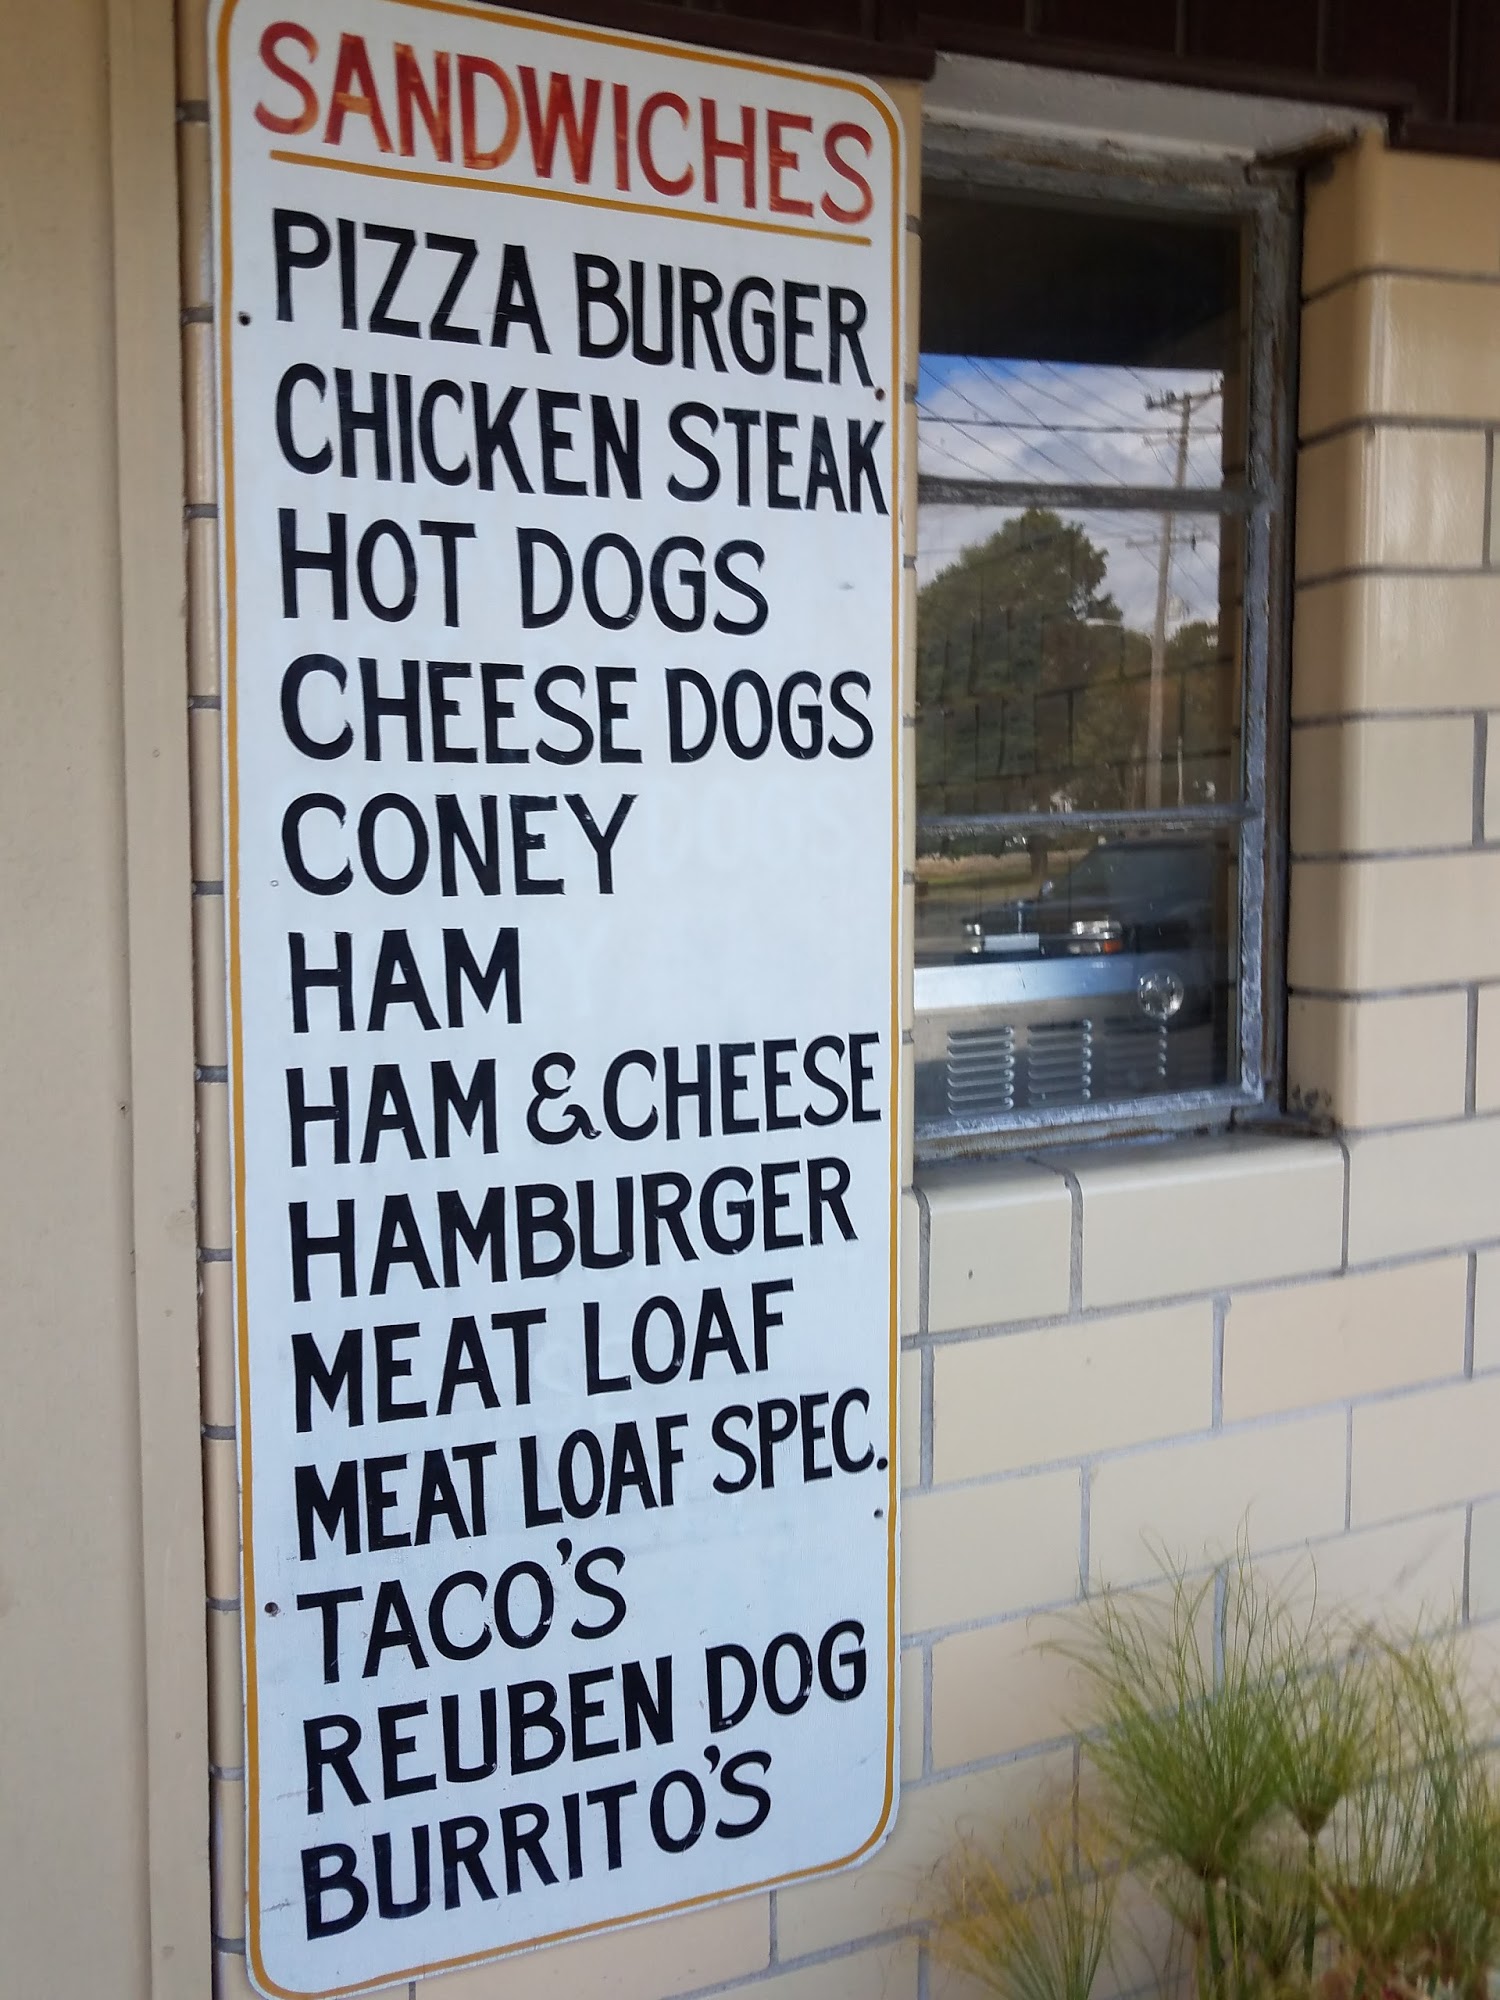 SANDWICHES
PIZZA BURGER
CHICKEN STEAK
HOT DOGS
CHEESE DOGS
CONEY
HAM
HAM & CHEESE
HAMBURGER
MEAT LOAF
MEAT LOAF SPEC.
TACO'S
REUBEN DOG
BURRITO'S